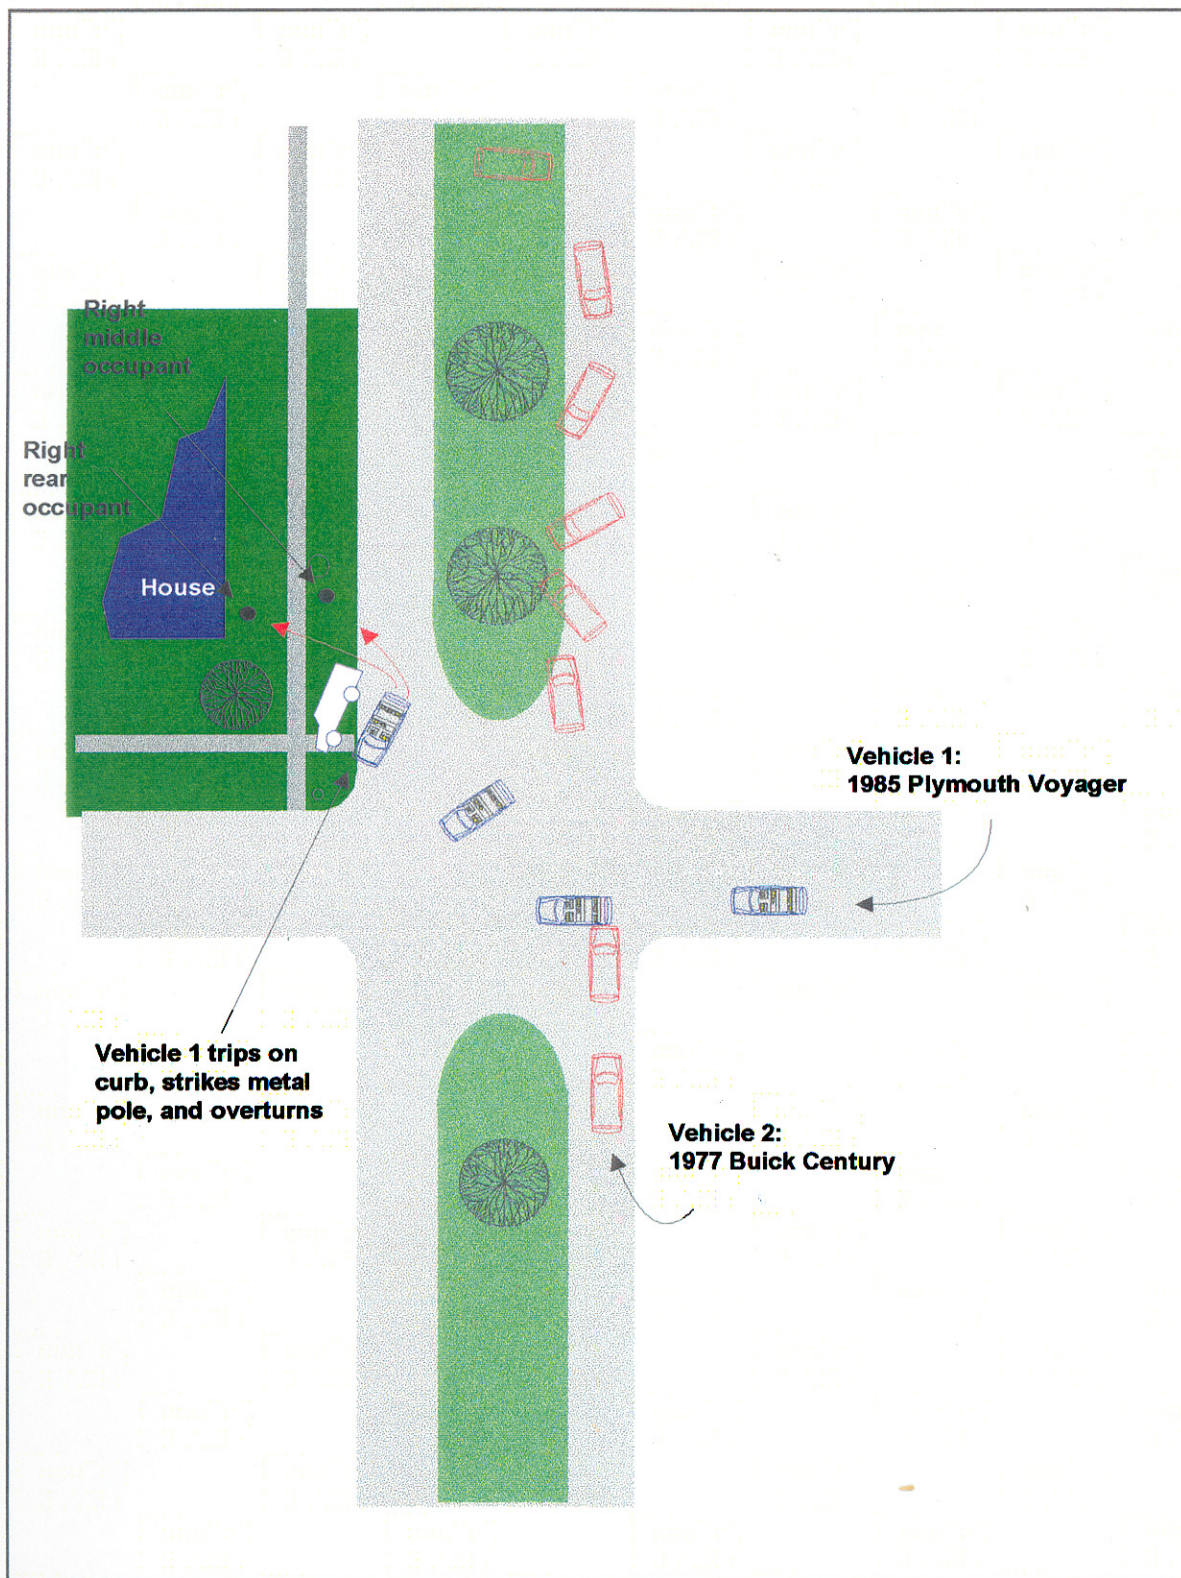 Right
middle
occupant
Right
rear
occupant
House
Vehicle 1:
1985 Plymouth Voyager
Vehicle 1 trips on
curb, strikes metal
pole, and overturns
Vehicle 2:
1977 Buick Century